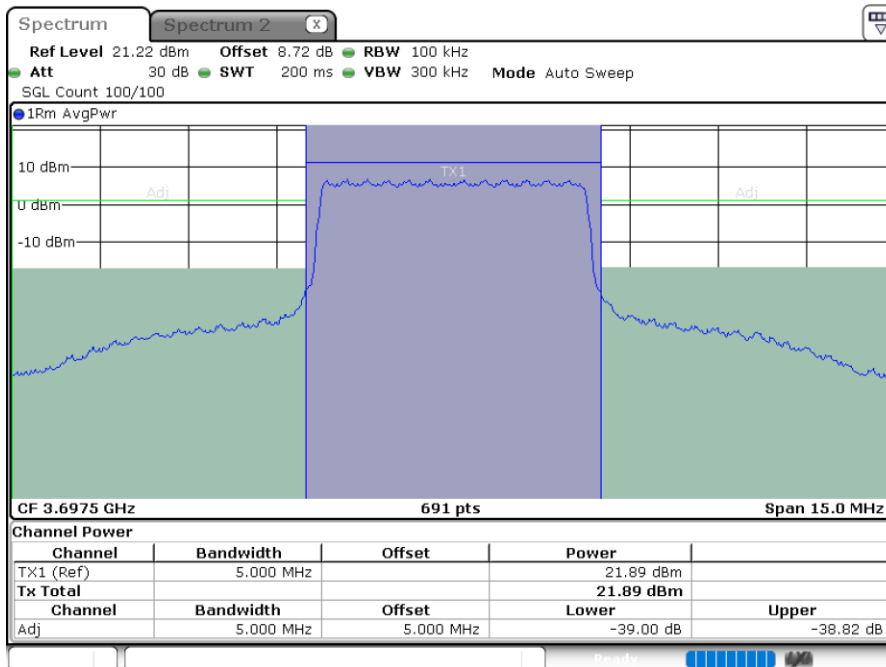 Spectrum Spectrum 2 X
Ref Level 21.22 dBm Offset 8.72 dB RBW 100 kHz
Att 30 dB SWT 200 ms VBW 300 kHz Mode Auto Sweep
SGL Count 100/100
1Rm AvgPwr
10 dBm
TX1
Adj Adj
0 dBm
-10 dBm
CF 3.6975 GHz 691 pts Span 15.0 MHz
Channel Power
Channel Bandwidth Offset Power
TX1 (Ref) 5.000 MHz 21.89 dBm
Tx Total 21.89 dBm
Channel Bandwidth Offset Lower Upper
Adj 5.000 MHz 5.000 MHz -39.00 dB -38.82 dB
Ready